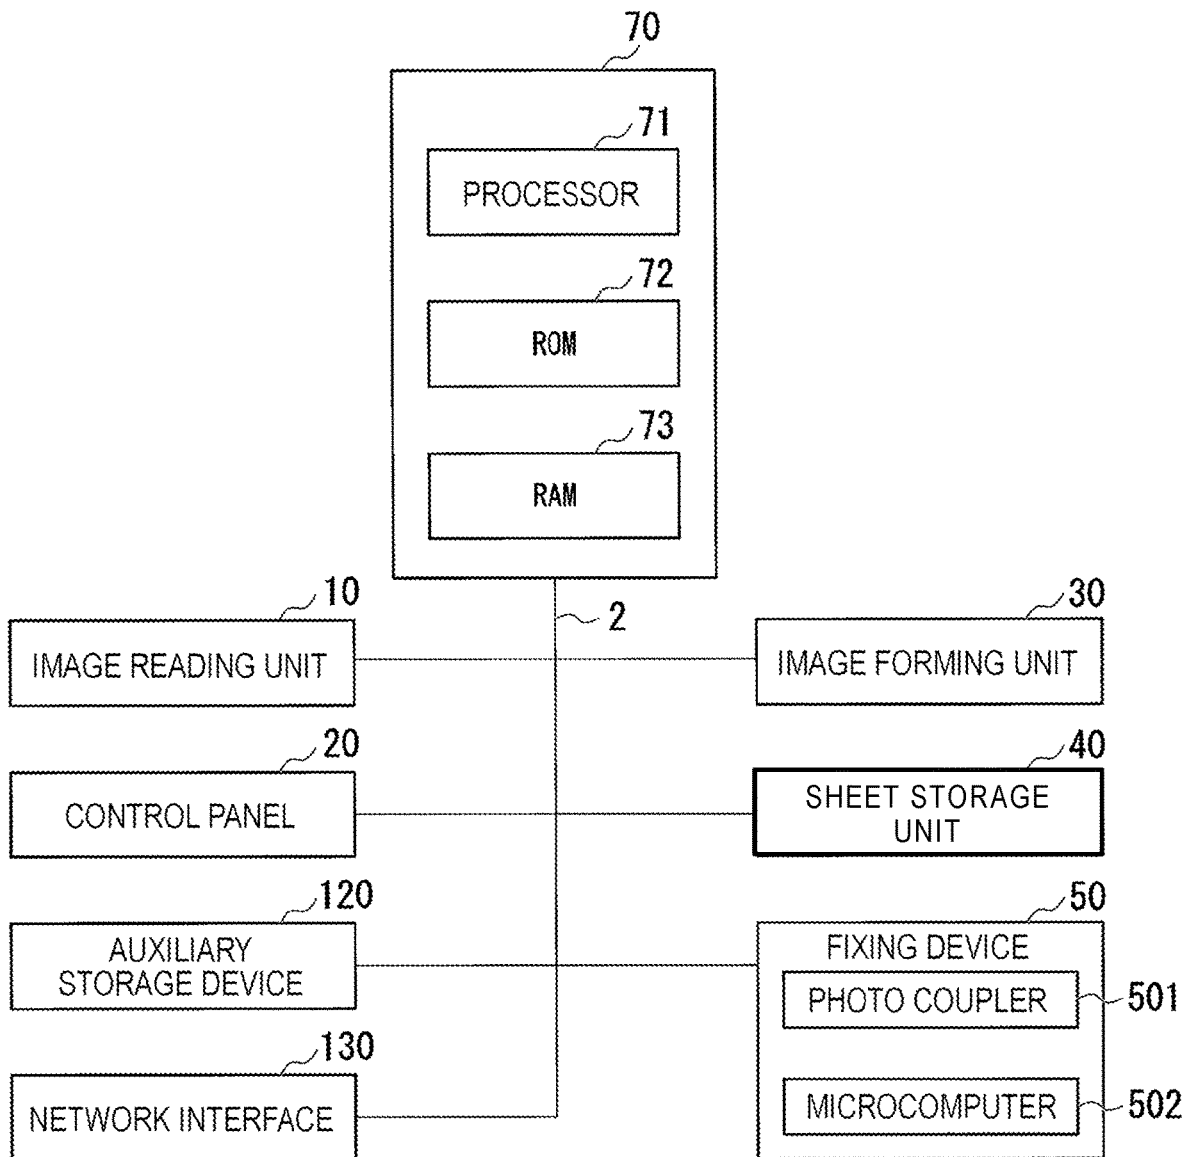 70
71
PROCESSOR
72
ROM
73
RAM
2
10
IMAGE READING UNIT
30
IMAGE FORMING UNIT
20
CONTROL PANEL
40
SHEET STORAGE
UNIT
120
AUXILIARY
STORAGE DEVICE
50
FIXING DEVICE
PHOTO COUPLER
501
130
NETWORK INTERFACE
MICROCOMPUTER
502